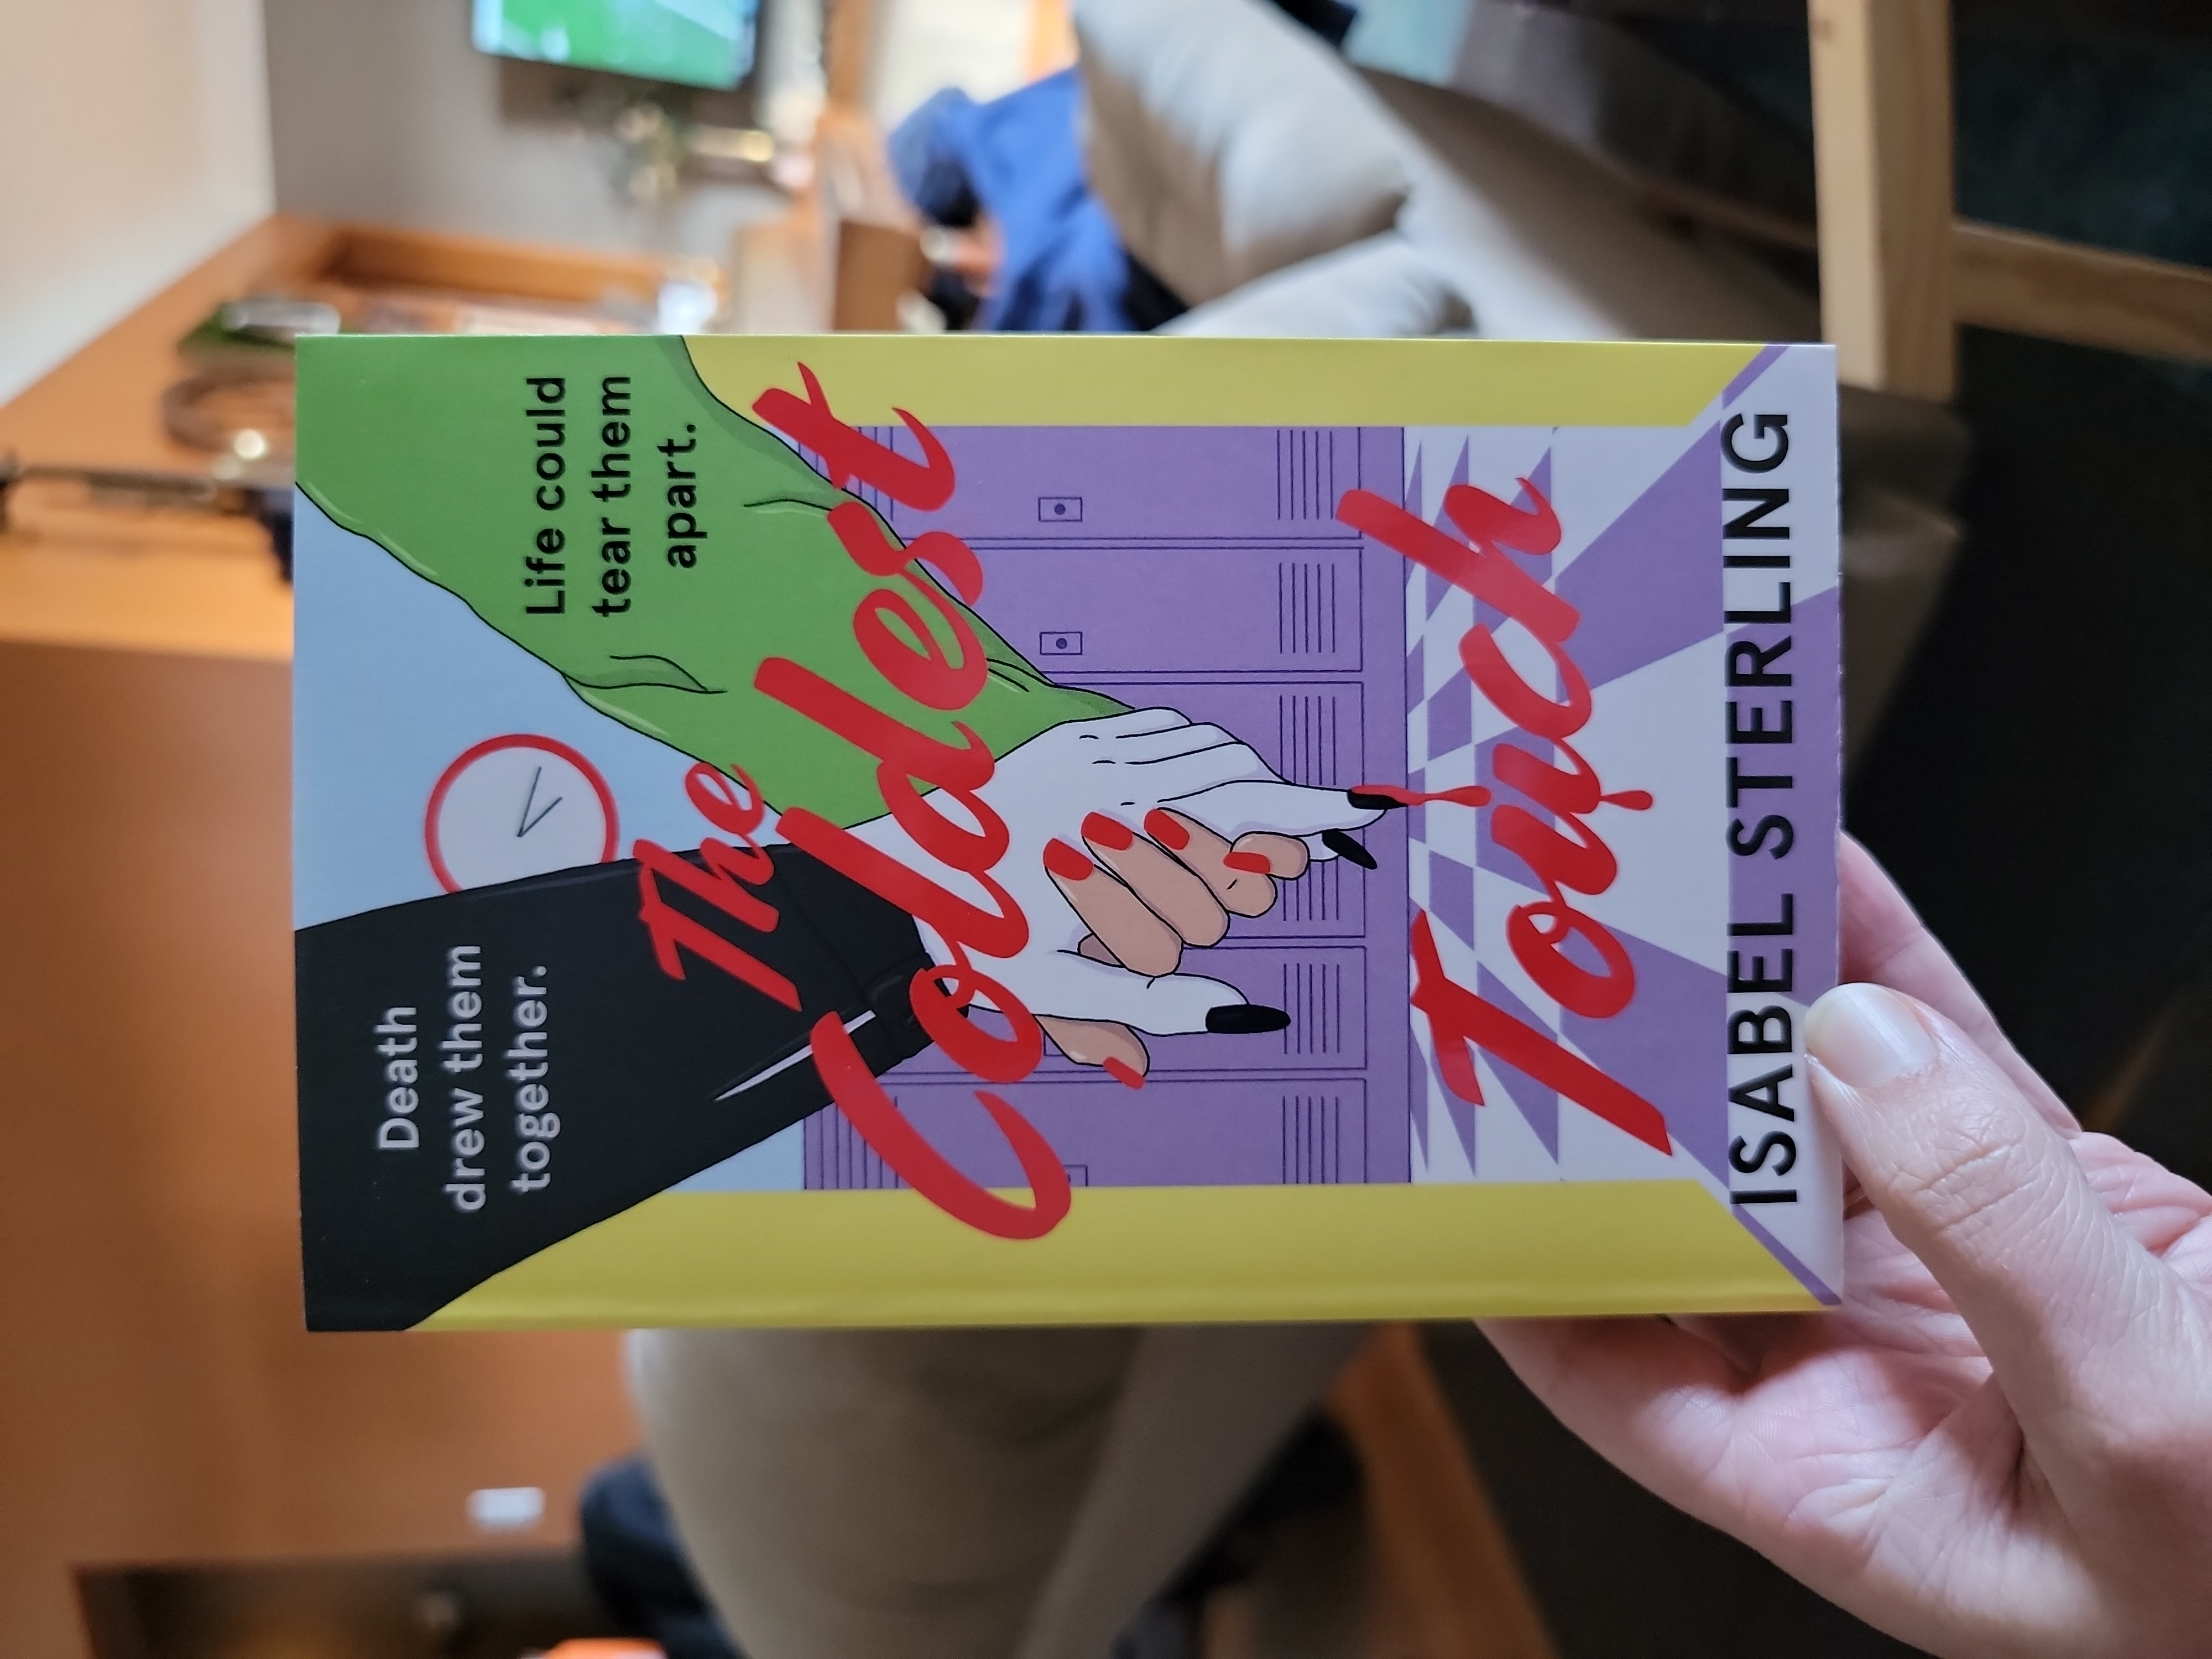 Death
drew them
together.
Life could
tear them
apart.
The
Coldest
Touch
ISABEL STERLING